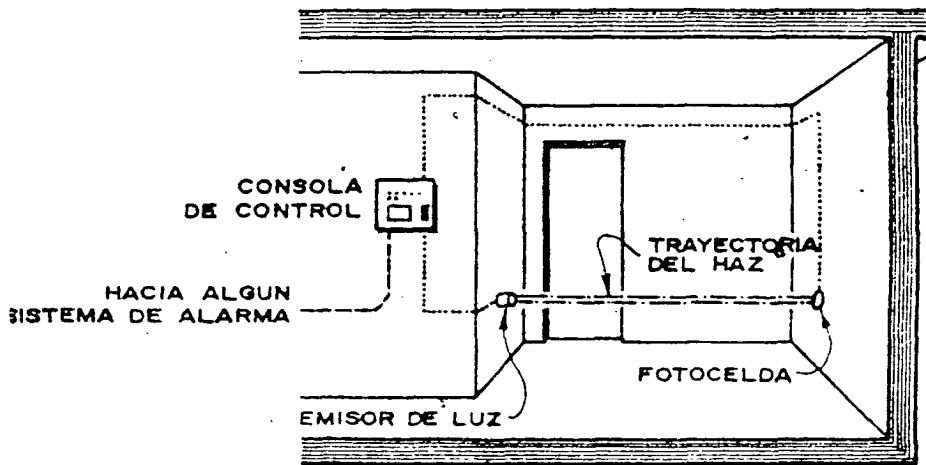 CONSOLA
DE CONTROL
HACIA ALGUN
SISTEMA DE ALARMA
TRAYECTORIA
DEL HAZ
FOTOCELDA
EMISOR DE LUZ